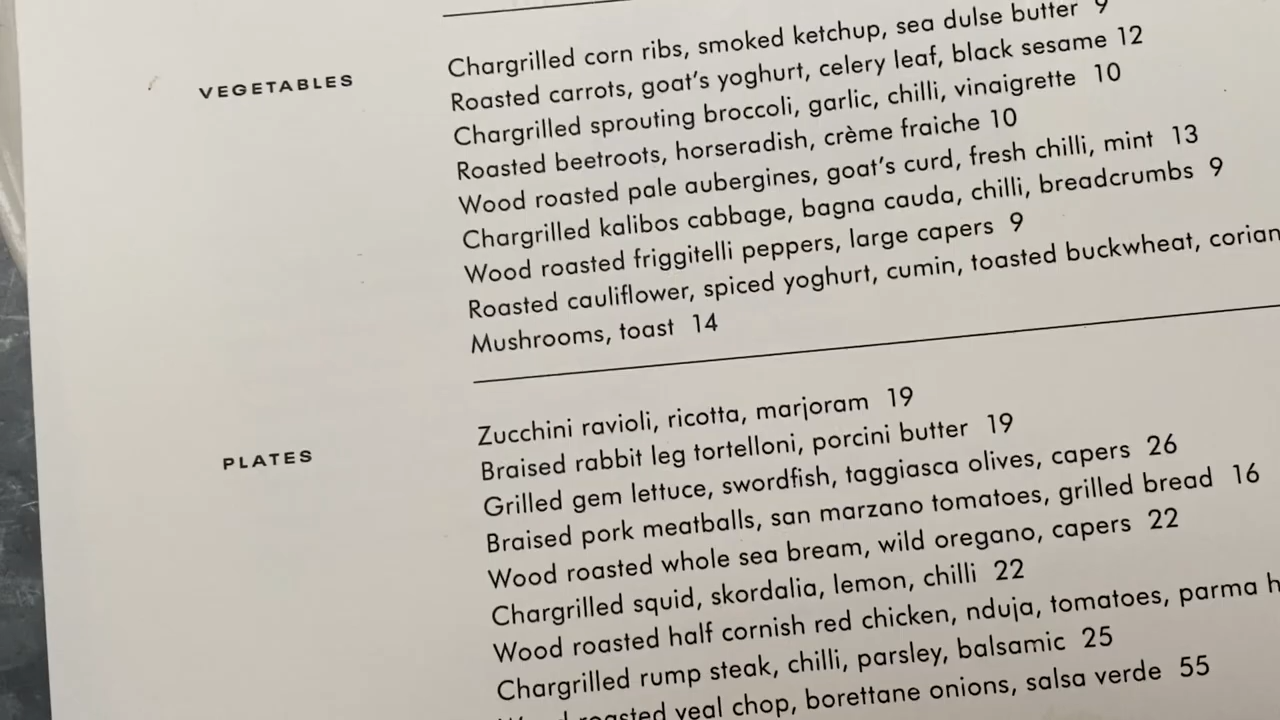 VEGETABLES
Chargrilled corn ribs, smoked ketchup, sea dulse butter 9
Roasted carrots, goat's yoghurt, celery leaf, black sesame 12
Chargrilled sprouting broccoli, garlic, chilli, vinaigrette 10
Roasted beetroots, horseradish, crème fraiche 10
Wood roasted pale aubergines, goat's curd, fresh chilli, mint 13
Chargrilled kalibos cabbage, bagna cauda, chilli, breadcrumbs 9
Wood roasted friggitelli peppers, large capers 9
Roasted cauliflower, spiced yoghurt, cumin, toasted buckwheat,
Mushrooms, toast 14
PLATES
Zucchini ravioli, ricotta, marjoram 19
Braised rabbit leg tortelloni, porcini butter 19
Grilled gem lettuce, swordfish, taggiasca olives, capers 26
Braised pork meatballs, san marzano tomatoes, grilled bread 16
Wood roasted whole sea bream, wild oregano, capers 22
Chargrilled squid, skordalia, lemon, chilli 22
Wood roasted half cornish red chicken, nduja, tomatoes, parma
Chargrilled rump steak, chilli, parsley, balsamic 25
Wood roasted veal chop, borettane onions, salsa verde 55